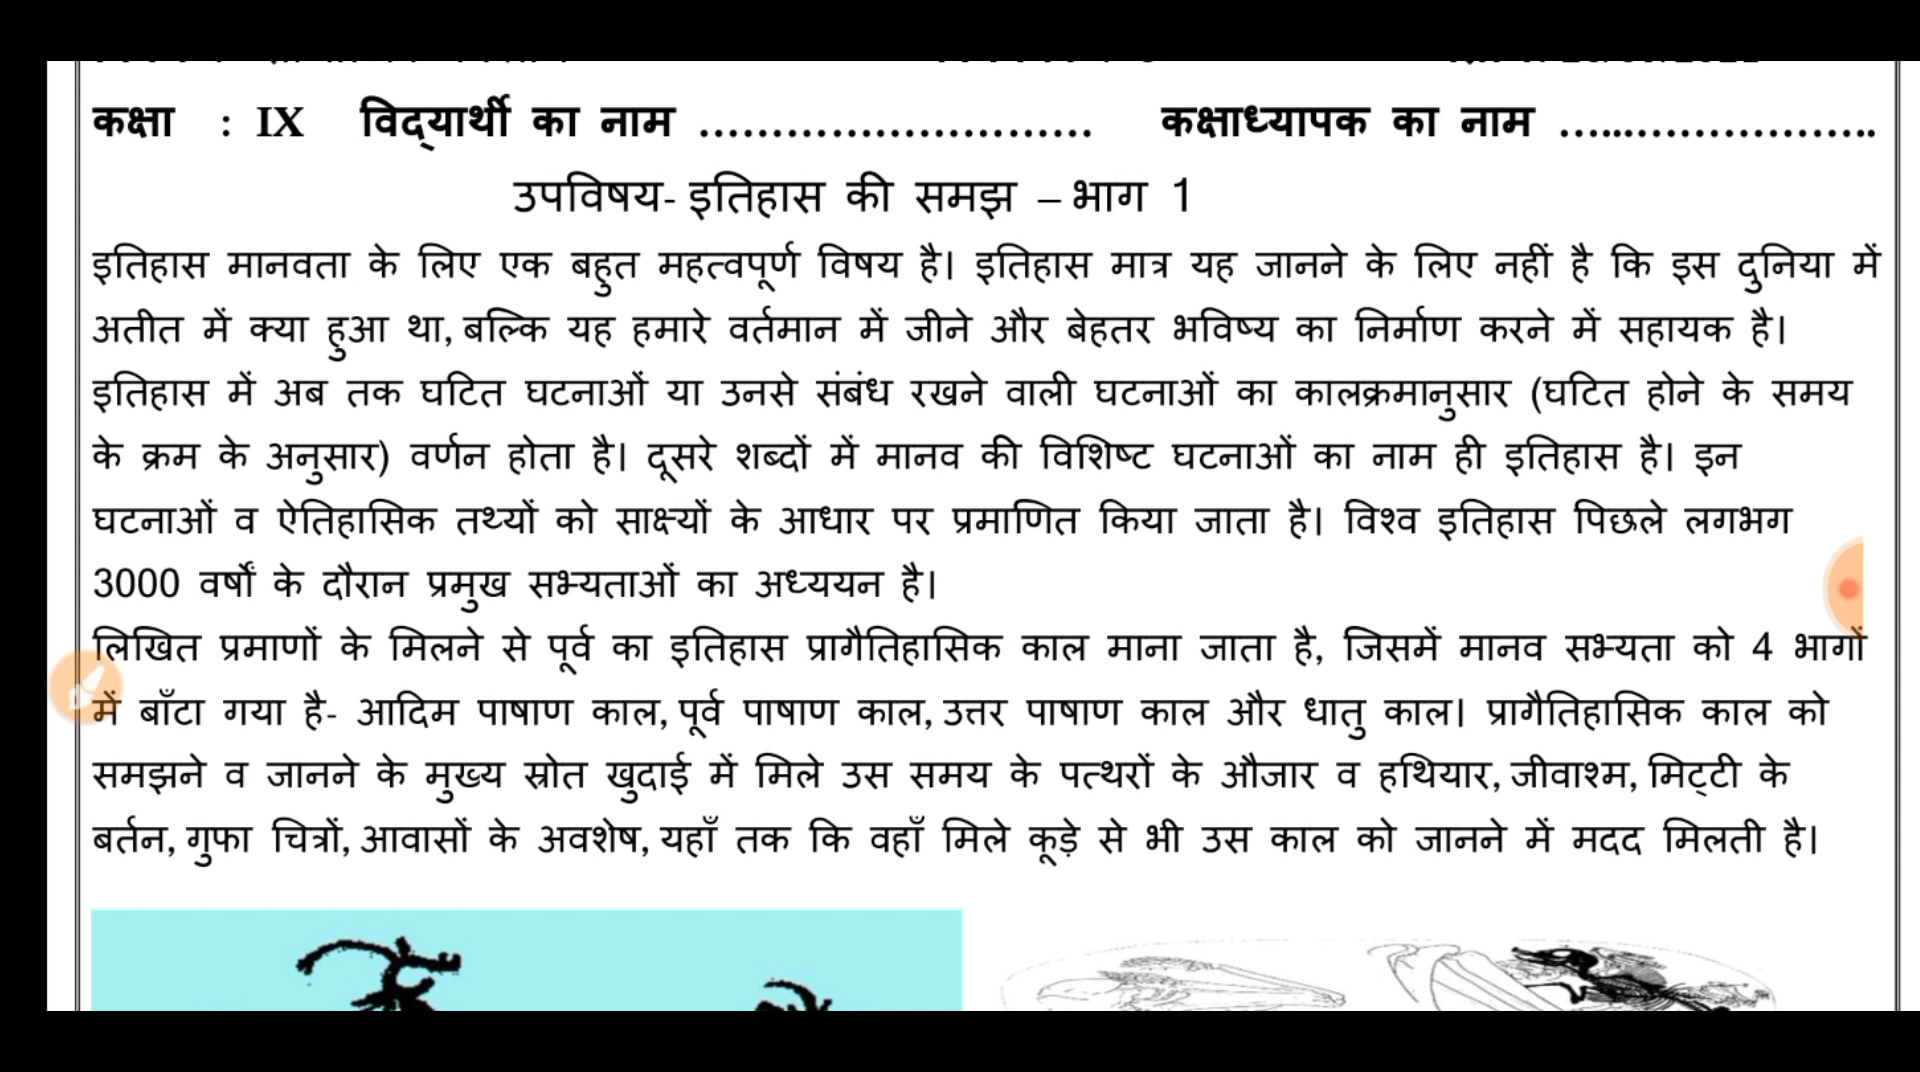 कक्षा : IX विद्यार्थी का नाम ........................... कक्षाध्यापक का नाम ......................
उपविषय- इतिहास की समझ – भाग 1
इतिहास मानवता के लिए एक बहुत महत्वपूर्ण विषय है। इतिहास मात्र यह जानने के लिए नहीं है कि इस दुनिया में
अतीत में क्या हुआ था, बल्कि यह हमारे वर्तमान में जीने और बेहतर भविष्य का निर्माण करने में सहायक है।
इतिहास में अब तक घटित घटनाओं या उनसे संबंध रखने वाली घटनाओं का कालक्रमानुसार (घटित होने के समय
के क्रम के अनुसार) वर्णन होता है। दूसरे शब्दों में मानव की विशिष्ट घटनाओं का नाम ही इतिहास है। इन
घटनाओं व ऐतिहासिक तथ्यों को साक्ष्यों के आधार पर प्रमाणित किया जाता है। विश्व इतिहास पिछले लगभग
3000 वर्षों के दौरान प्रमुख सभ्यताओं का अध्ययन है।
लिखित प्रमाणों के मिलने से पूर्व का इतिहास प्रागैतिहासिक काल माना जाता है, जिसमें मानव सभ्यता को 4 भागों
में बाँटा गया है- आदिम पाषाण काल, पूर्व पाषाण काल, उत्तर पाषाण काल और धातु काल। प्रागैतिहासिक काल को
समझने व जानने के मुख्य स्रोत खुदाई में मिले उस समय के पत्थरों के औजार व हथियार, जीवाश्म, मिट्टी के
बर्तन, गुफा चित्रों, आवासों के अवशेष, यहाँ तक कि वहाँ मिले कूड़े से भी उस काल को जानने में मदद मिलती है।